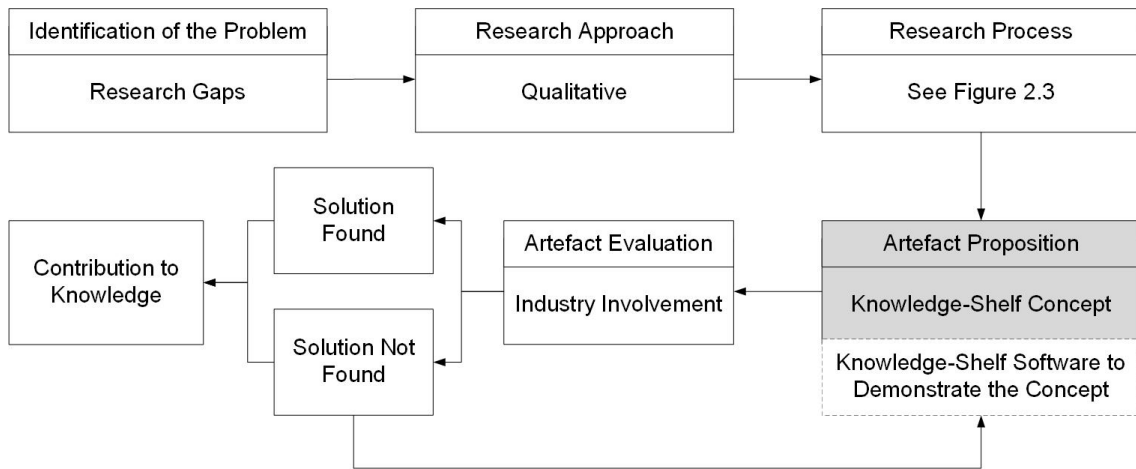 Identification of the Problem
Research Gaps
Research Approach
Qualitative
Research Process
See Figure 2.3
Artefact Proposition
Knowledge-Shelf Concept
Knowledge-Shelf Software to
Demonstrate the Concept
Artefact Evaluation
Industry Involvement
Solution
Found
Solution Not
Found
Contribution to
Knowledge